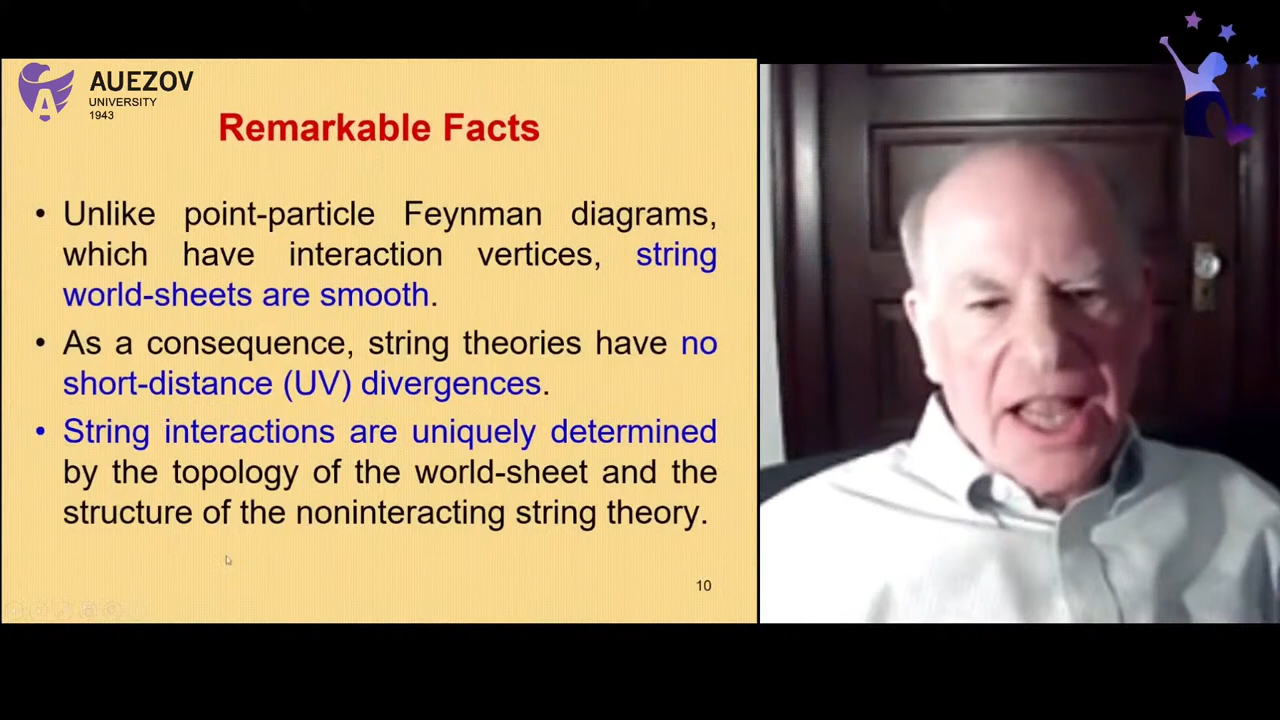 AUEZOV
UNIVERSITY
1943
Remarkable Facts
• Unlike point-particle Feynman diagrams,
which have interaction vertices, string
world-sheets are smooth.
• As a consequence, string theories have no
short-distance (UV) divergences.
• String interactions are uniquely determined
by the topology of the world-sheet and the
structure of the noninteracting string theory.
10